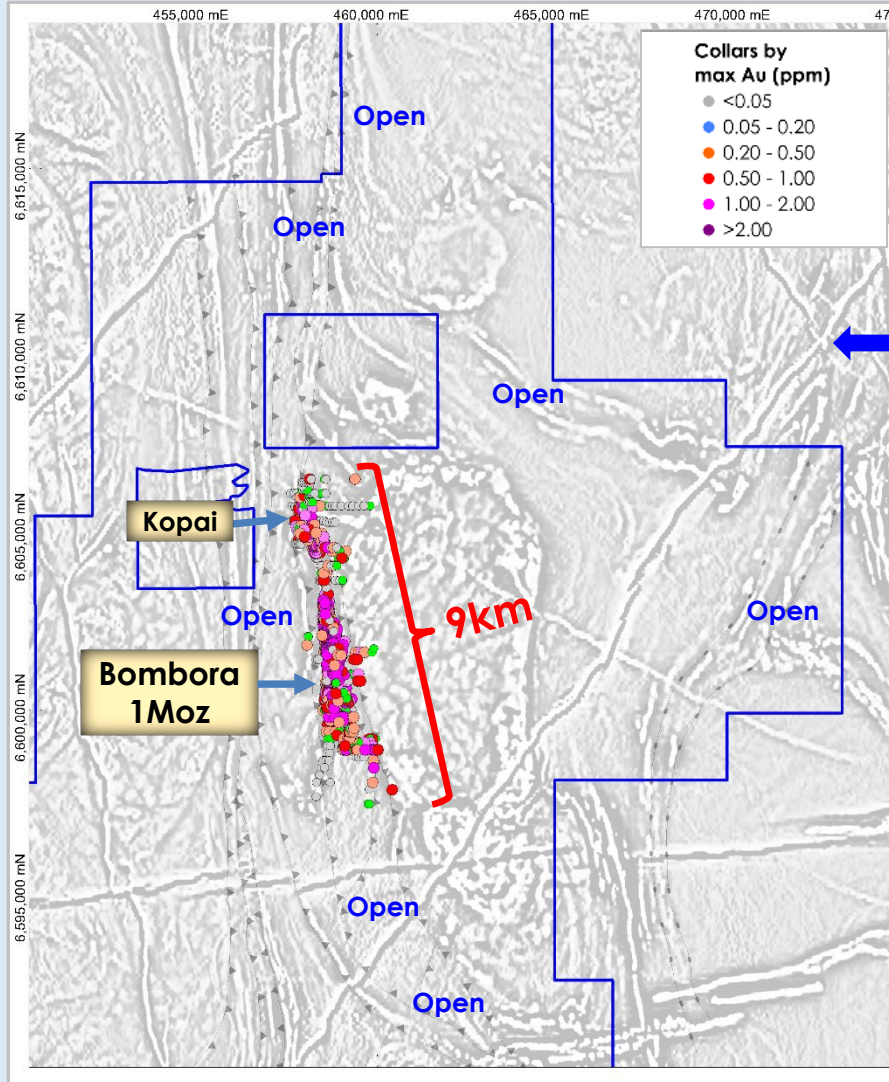 455,000 mE
460,000 mE
465,000 mE
470,000 mE
47
Collars by
max Au (ppm)
<0.05
0.05 - 0.20
0.20 - 0.50
0.50 - 1.00
1.00 - 2.00
>2.00
Open
6,615,000 mN
Open
6,610,000 mN
Open
Kopai
6,605,000 mN
9km
Open
Open
Bombora
1Moz
6,600,000 mN
6,595,000 mN
Open
Open